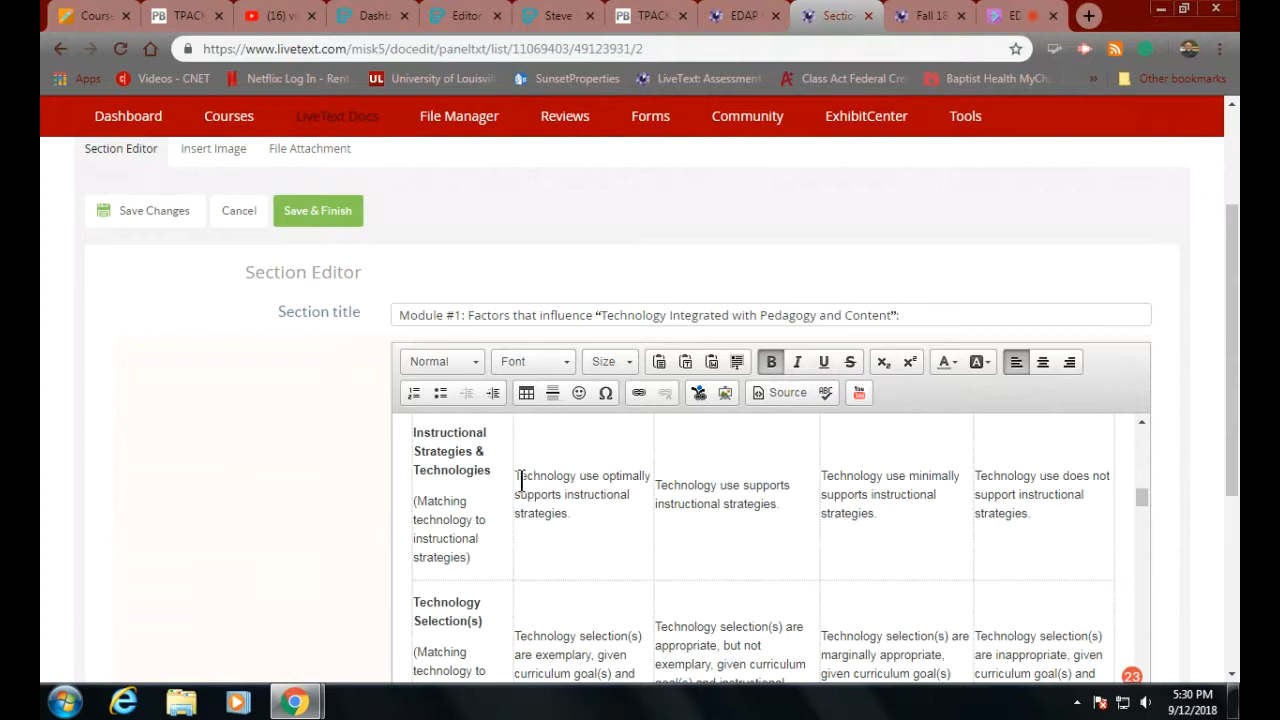 Course
TPACK
(16) vi
Dashb
Editor
Steve
TPACK
EDAP
Sectio
Fall 18
ED
https://www.livetext.com/misk5/docedit/paneltxt/list/11069403/49123931/2
Apps
Videos - CNET
Netflix: Log In - Rent
University of Louisvil
SunsetProperties
LiveText: Assessment
Class Act Federal Cre
Baptist Health MyCh
»
Other bookmarks
Dashboard
Courses
LiveText Docs
File Manager
Reviews
Forms
Community
ExhibitCenter
Tools
Section Editor
Insert Image
File Attachment
Save Changes
Cancel
Save & Finish
Section Editor
Section title
Module #1: Factors that influence “Technology Integrated with Pedagogy and Content”:
Normal
Font
Size
B I U S
Source
ABC
You
Instructional
Strategies &
Technologies
(Matching
technology to
instructional
strategies)
Technology use optimally
supports instructional
strategies.
Technology use supports
instructional strategies.
Technology use minimally
supports instructional
strategies.
Technology use does not
support instructional
strategies.
Technology
Selection(s)
(Matching
technology to
Technology selection(s)
are exemplary, given
curriculum goal(s) and
Technology selection(s) are
appropriate, but not
exemplary, given curriculum
goal(s) and instructional
Technology selection(s) are
marginally appropriate,
given curriculum goal(s)
Technology selection(s)
are inappropriate, given
curriculum goal(s) and
23
5:30 PM
9/12/2018